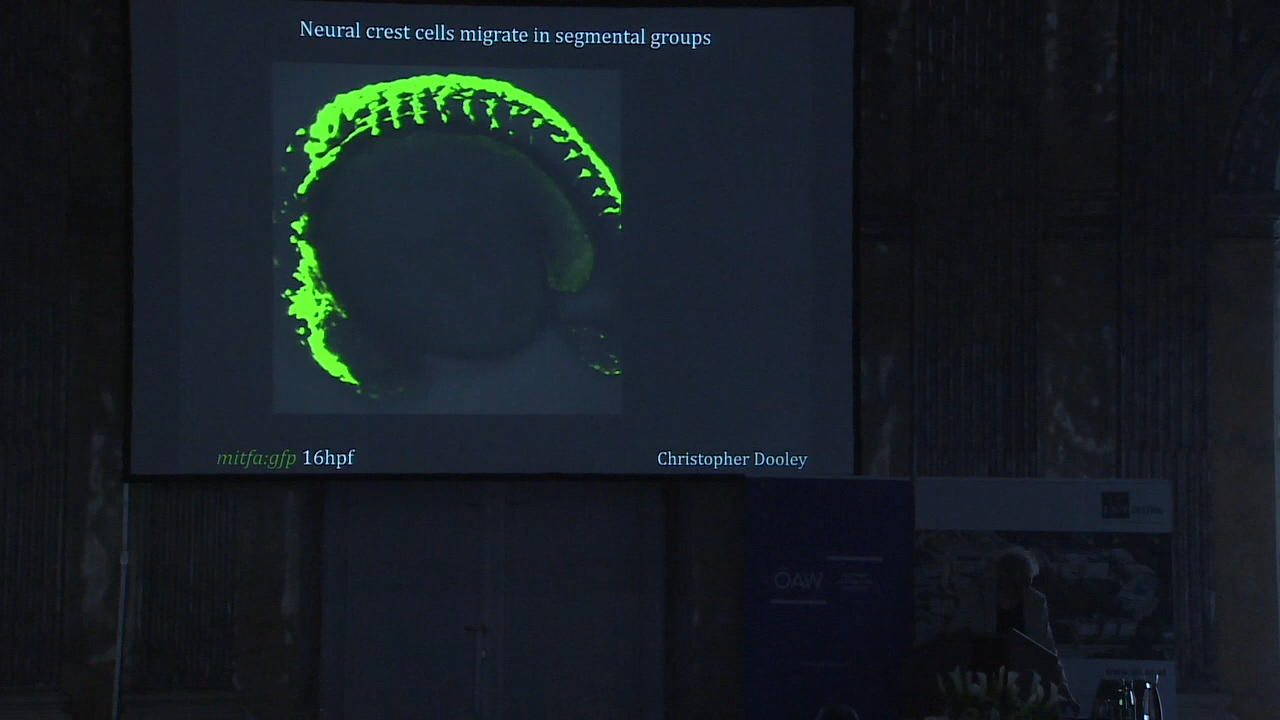 Neural crest cells migrate in segmental groups
mitfa:gfp 16hpf
Christopher Dooley
ÖAW